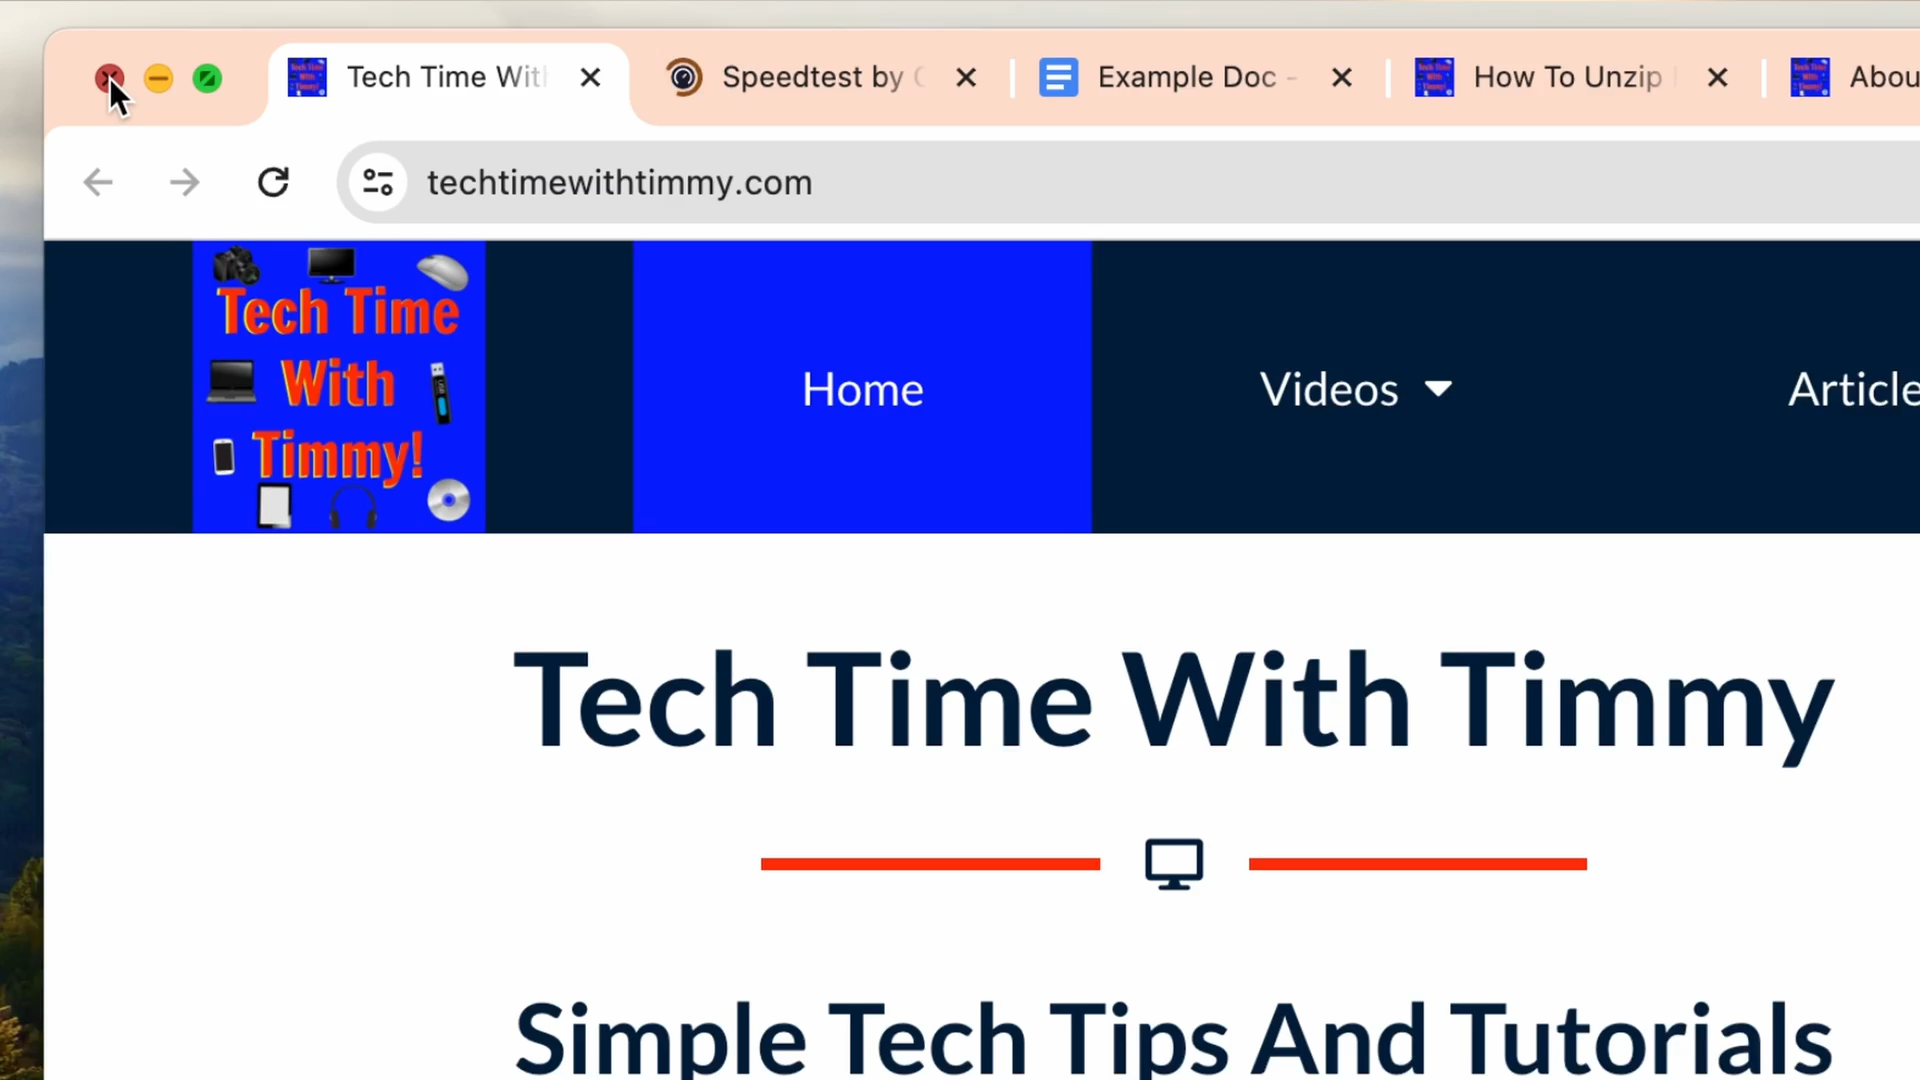 Tech Time Wit
Speedtest by
Example Doc -
How To Unzip
Abou
techtimewithtimmy.com
Tech Time
With
Timmy!
Home
Videos
Article
Tech Time With Timmy
Simple Tech Tips And Tutorials